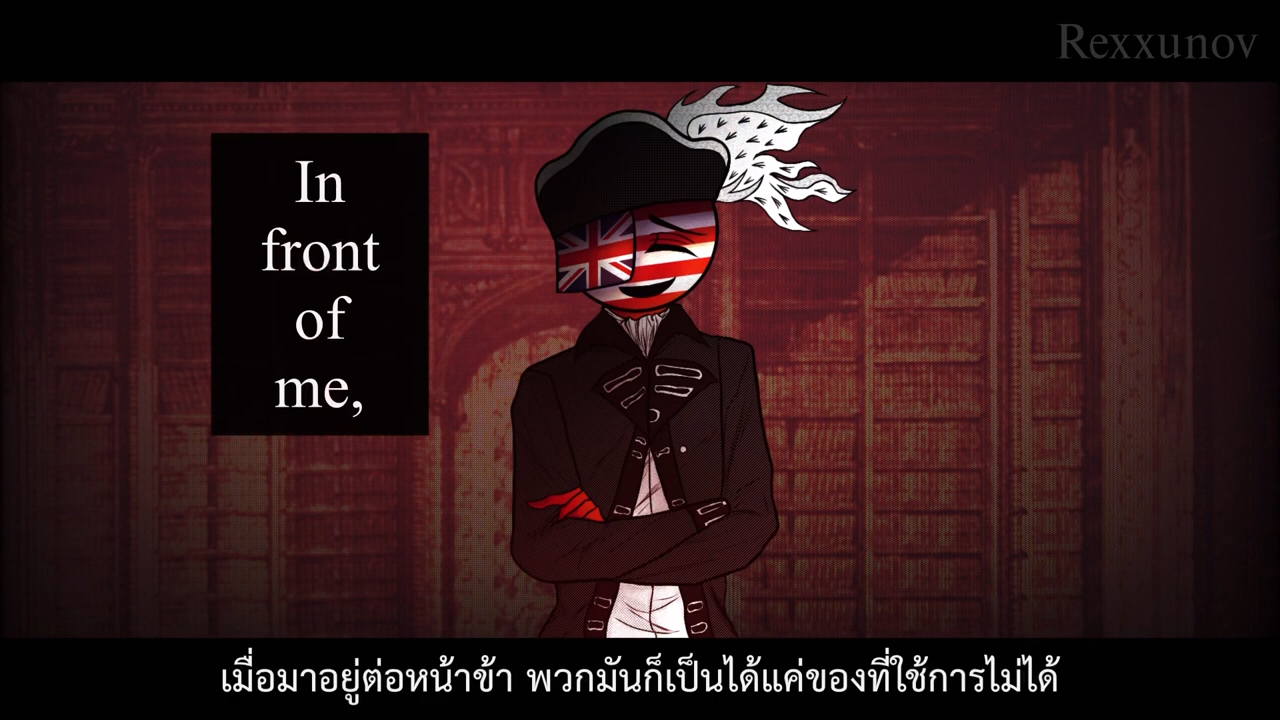 Rexxunov
In
front
of
me,
เมื่อมาอยู่ต่อหน้าข้า พวกมันก็เป็นได้แค่ของที่ใช้การไม่ได้